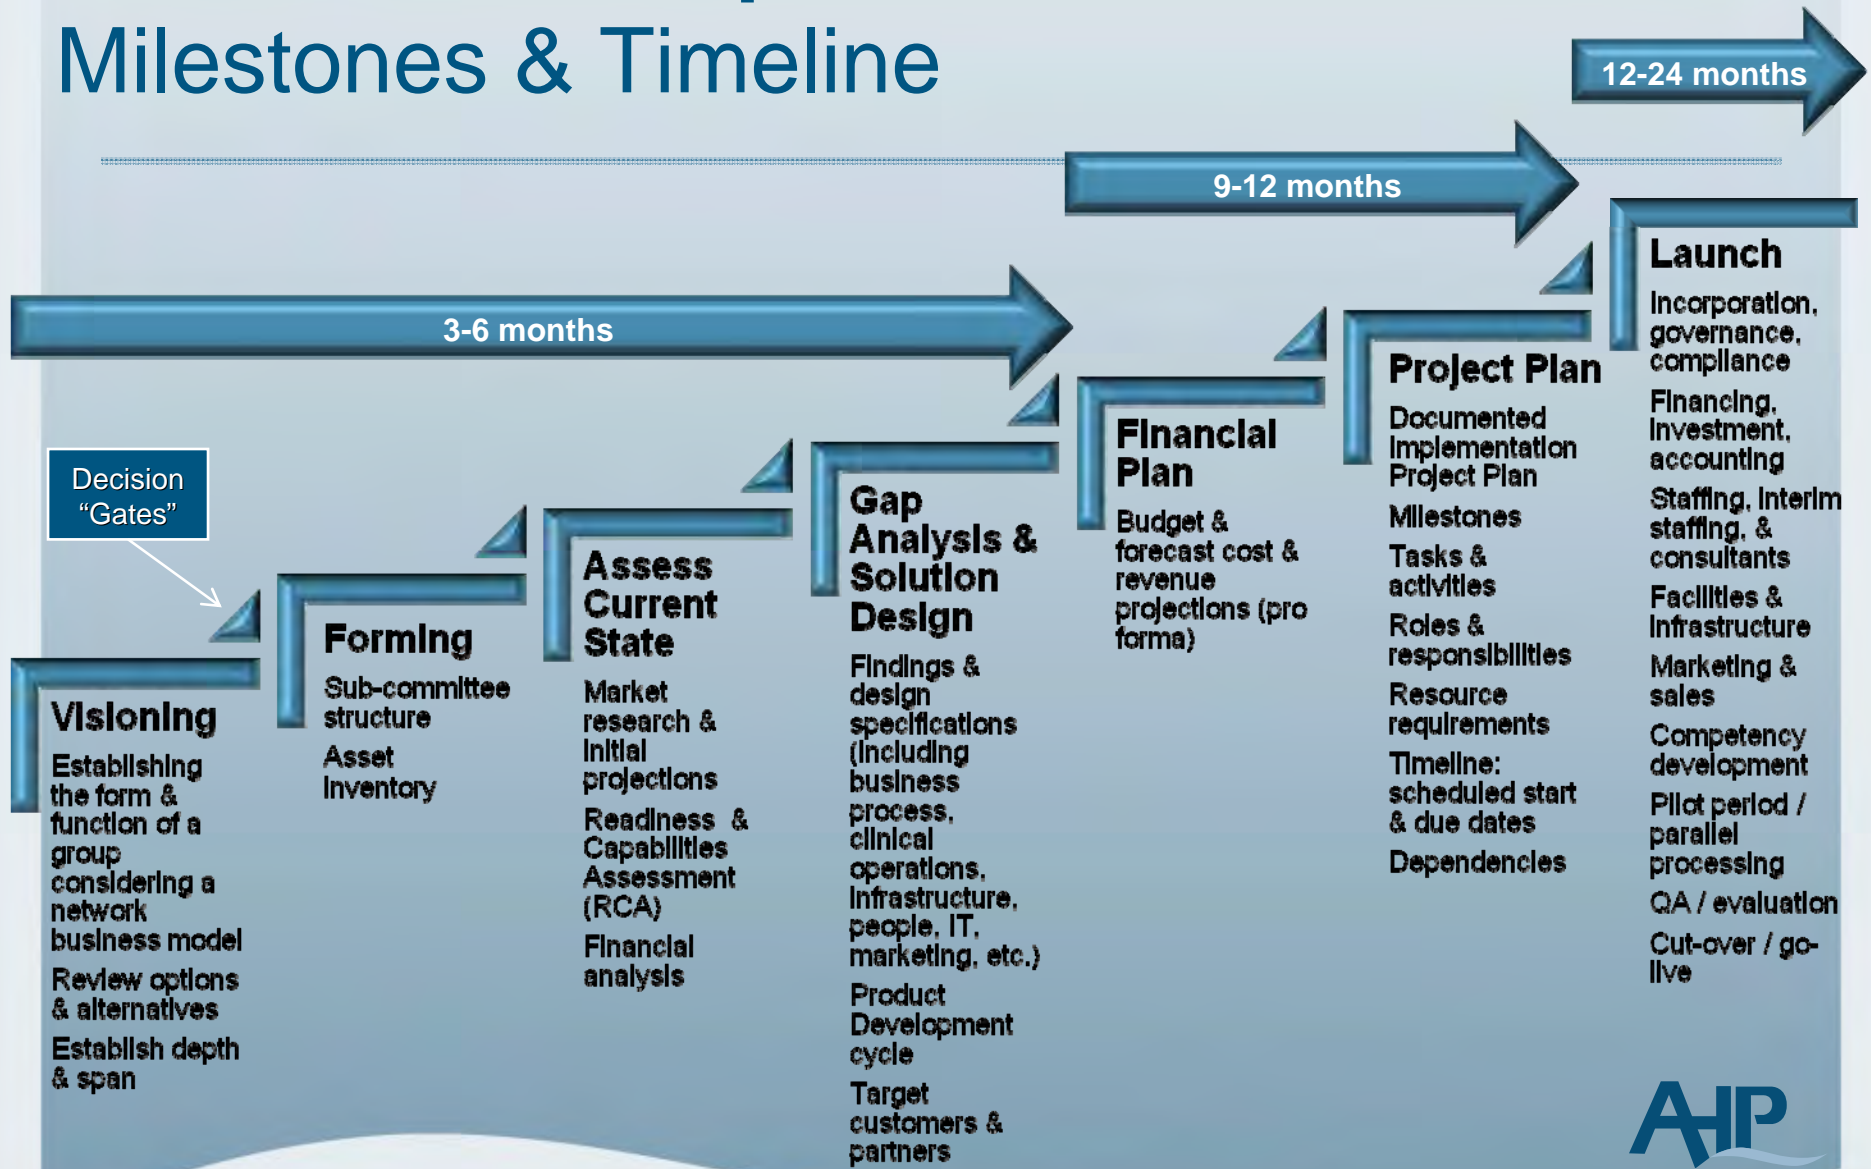 Milestones & Timeline
12-24 months
9-12 months
3-6 months
Decision
“Gates”
Visioning
Establishing
the form &
function of a
group
considering a
network
business model
Review options
& alternatives
Establish depth
& span
Forming
Sub-committee
structure
Asset
Inventory
Assess
Current
State
Market
research &
initial
projections
Readiness &
Capabilities
Assessment
(RCA)
Financial
analysis
Gap
Analysis &
Solution
Design
Findings &
design
specifications
(including
business
process,
clinical
operations,
infrastructure,
people, IT,
marketing, etc.)
Product
Development
cycle
Target
customers &
partners
Financial
Plan
Budget &
forecast cost &
revenue
projections (pro
forma)
Project Plan
Documented
Implementation
Project Plan
Milestones
Tasks &
activities
Roles &
responsibilities
Resource
requirements
Timeline:
scheduled start
& due dates
Dependencies
Launch
Incorporation,
governance,
compliance
Financing,
investment,
accounting
Staffing, interim
staffing, &
consultants
Facilities &
infrastructure
Marketing &
sales
Competency
development
Pilot period /
parallel
processing
QA / evaluation
Cut-over / go-
live
AHP